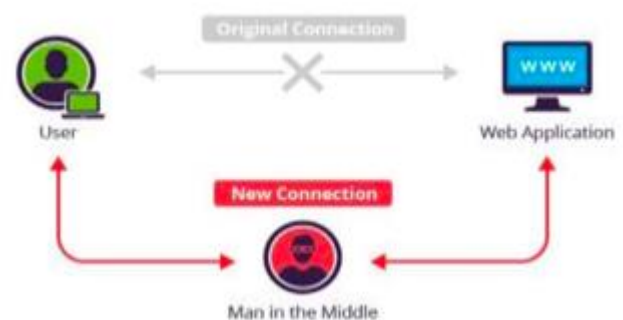 Original Connection
www
User
Web Application
New Connection
Man in the Middle